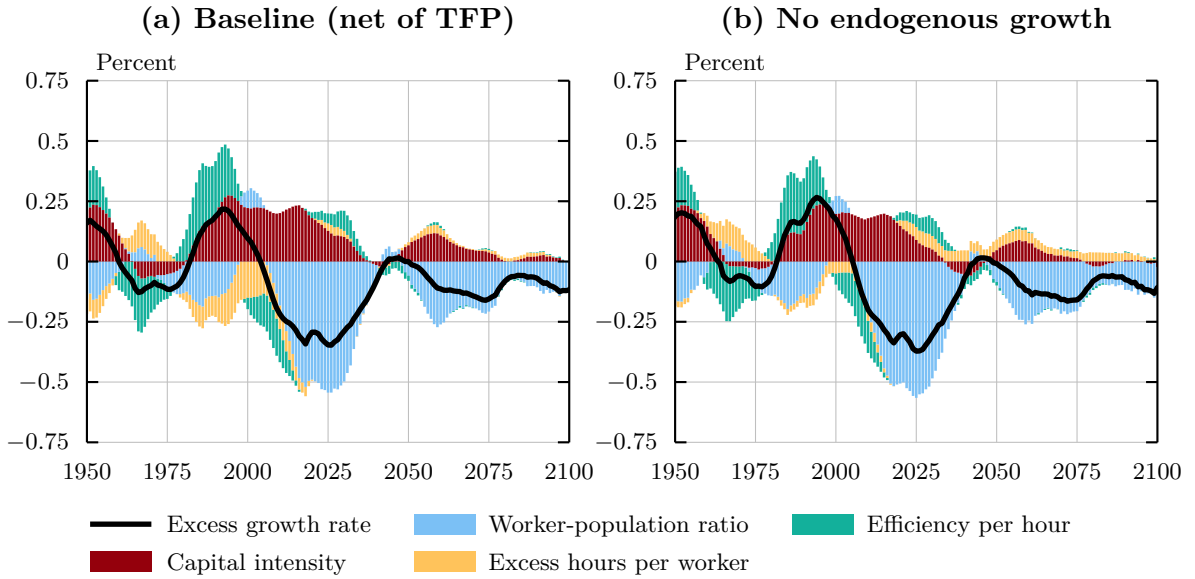 (a) Baseline (net of TFP)
Percent
0.75
0.5
0.25
0
−0.25
−0.5
−0.75
1950 1975 2000 2025 2050 2075 2100
(b) No endogenous growth
Percent
0.75
0.5
0.25
0
−0.25
−0.5
−0.75
1950 1975 2000 2025 2050 2075 2100
Excess growth rate Worker-population ratio Efficiency per hour
Capital intensity Excess hours per worker